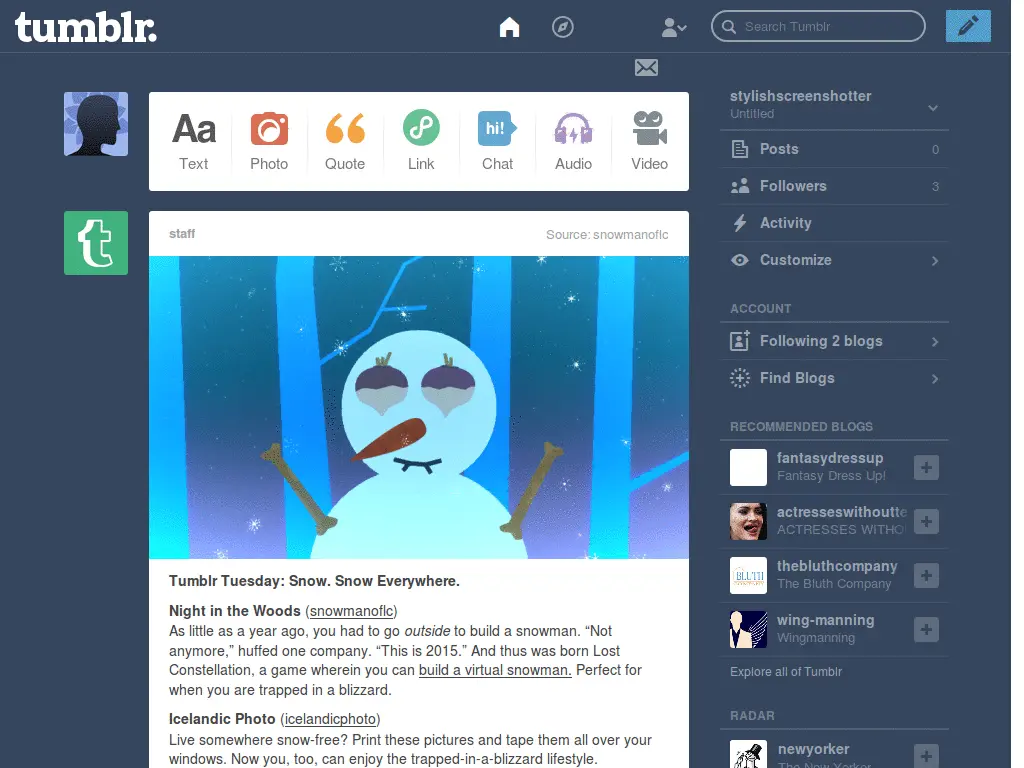 tumblr.
Search Tumblr
Aa
hi!
Text
Photo
Quote
Link
Chat
Audio
Video
t
staff
Source: snowmanoflc
Tumblr Tuesday: Snow. Snow Everywhere.
Night in the Woods (snowmanoflc)
As little as a year ago, you had to go outside to build a snowman. “Not
anymore,” huffed one company. “This is 2015.” And thus was born Lost
Constellation, a game wherein you can build a virtual snowman. Perfect for
when you are trapped in a blizzard.
Icelandic Photo (icelandicphoto)
Live somewhere snow-free? Print these pictures and tape them all over your
windows. Now you, too, can enjoy the trapped-in-a-blizzard lifestyle.
stylishscreenshotter
Untitled
Posts 0
Followers 3
Activity
Customize
ACCOUNT
Following 2 blogs
Find Blogs
RECOMMENDED BLOGS
fantasydressup
Fantasy Dress Up!
actresseswithoutte
ACTRESSES WITHO
BLUTH
thebluthcompany
The Bluth Company
wing-manning
Wingmanning
Explore all of Tumblr
RADAR
newyorker
The New Yorker